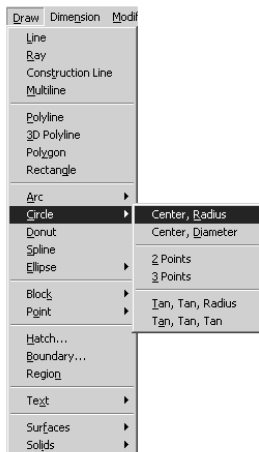 Draw Dimension Modif
Line
Ray
Construction Line
Multiline
Polyline
3D Polyline
Polygon
Rectangle
Arc
Circle
Center, Radius
Donut
Center, Diameter
Spline
2 Points
Ellipse
3 Points
Block
Tan, Tan, Radius
Point
Tan, Tan, Tan
Hatch...
Boundary...
Region
Text
Surfaces
Solids